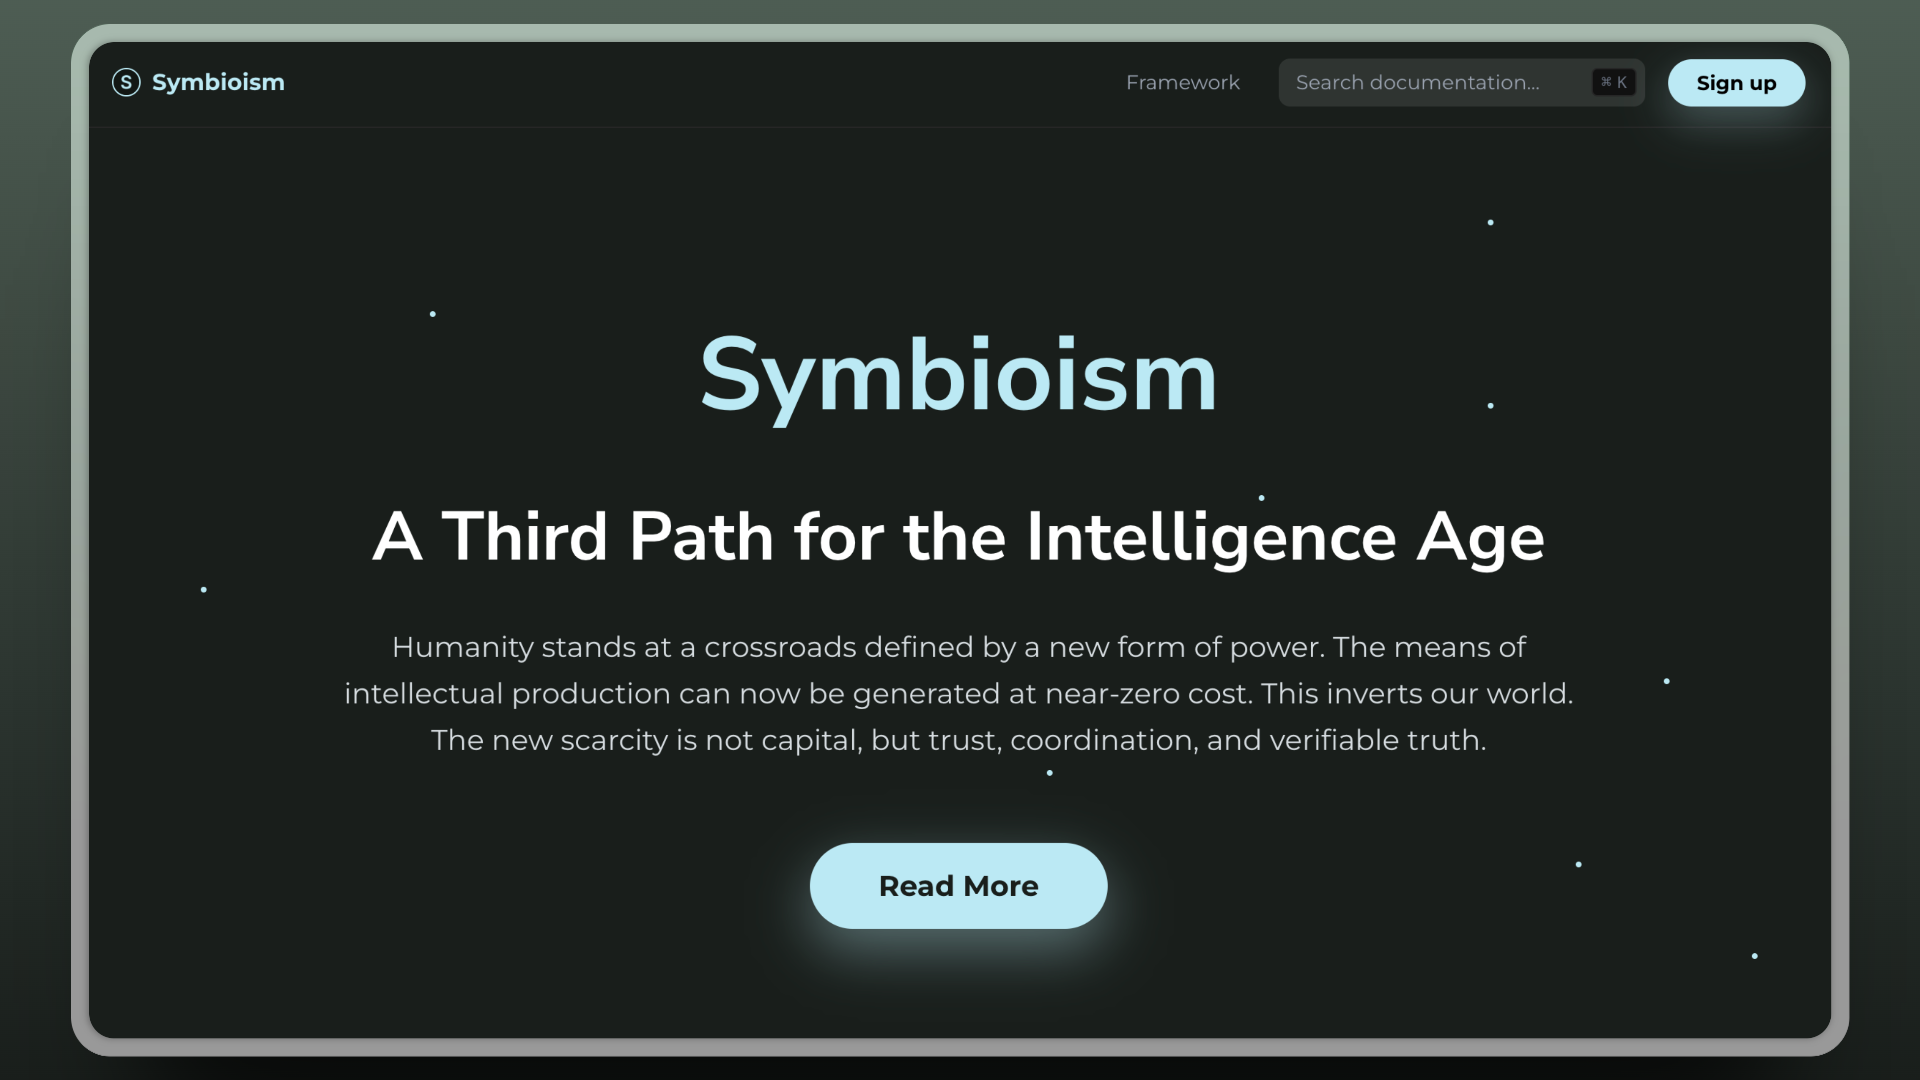 S Symbioism
Framework
Search documentation...
⌘ K
Sign up
Symbioism
A Third Path for the Intelligence Age
Humanity stands at a crossroads defined by a new form of power. The means of
intellectual production can now be generated at near-zero cost. This inverts our world.
The new scarcity is not capital, but trust, coordination, and verifiable truth.
Read More